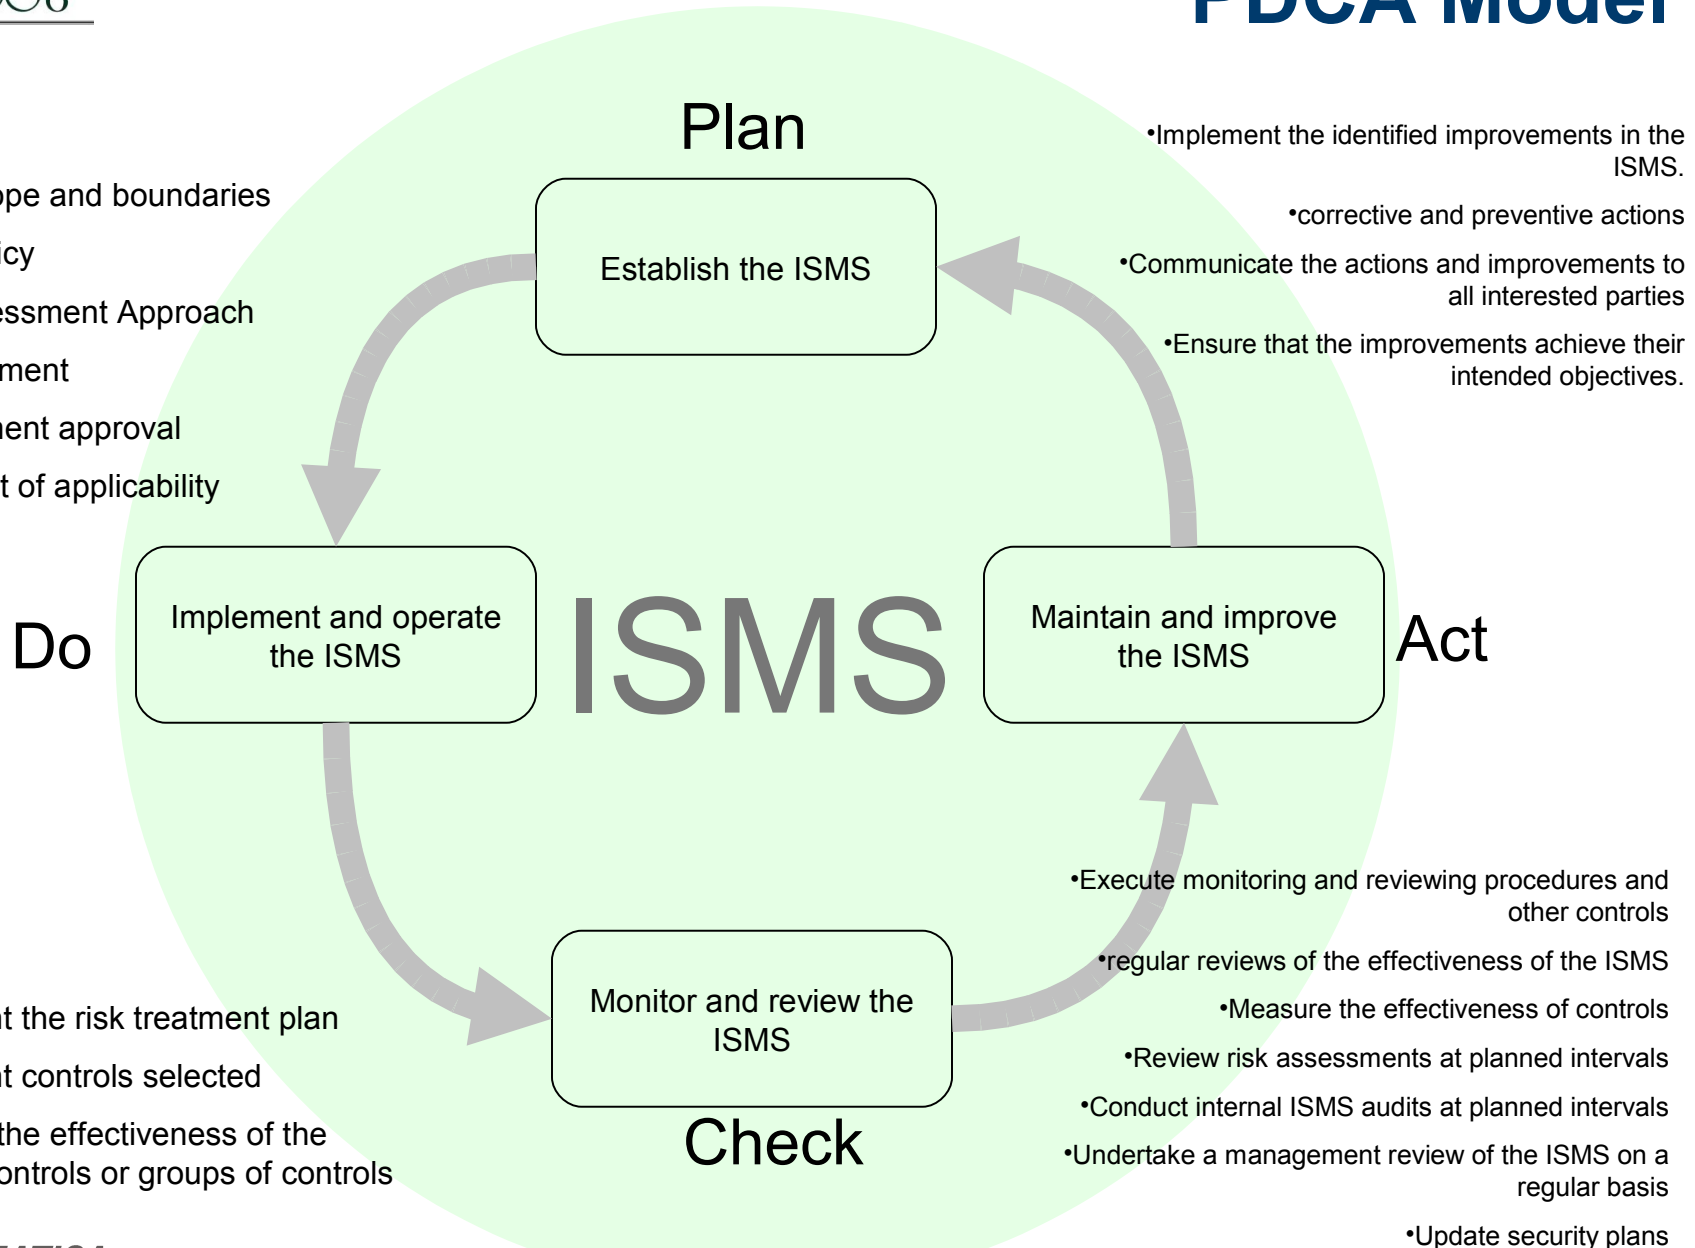 PDCA Model
Plan
ope and boundaries
icy
essment Approach
ment
ment approval
t of applicability
•Implement the identified improvements in the
ISMS.
•corrective and preventive actions
•Communicate the actions and improvements to
all interested parties
•Ensure that the improvements achieve their
intended objectives.
Establish the ISMS
Do
Implement and operate
the ISMS
ISMS
Maintain and improve
the ISMS
Act
t the risk treatment plan
t controls selected
the effectiveness of the
ontrols or groups of controls
Monitor and review the
ISMS
Check
•Execute monitoring and reviewing procedures and
other controls
•regular reviews of the effectiveness of the ISMS
•Measure the effectiveness of controls
•Review risk assessments at planned intervals
•Conduct internal ISMS audits at planned intervals
•Undertake a management review of the ISMS on a
regular basis
•Update security plans